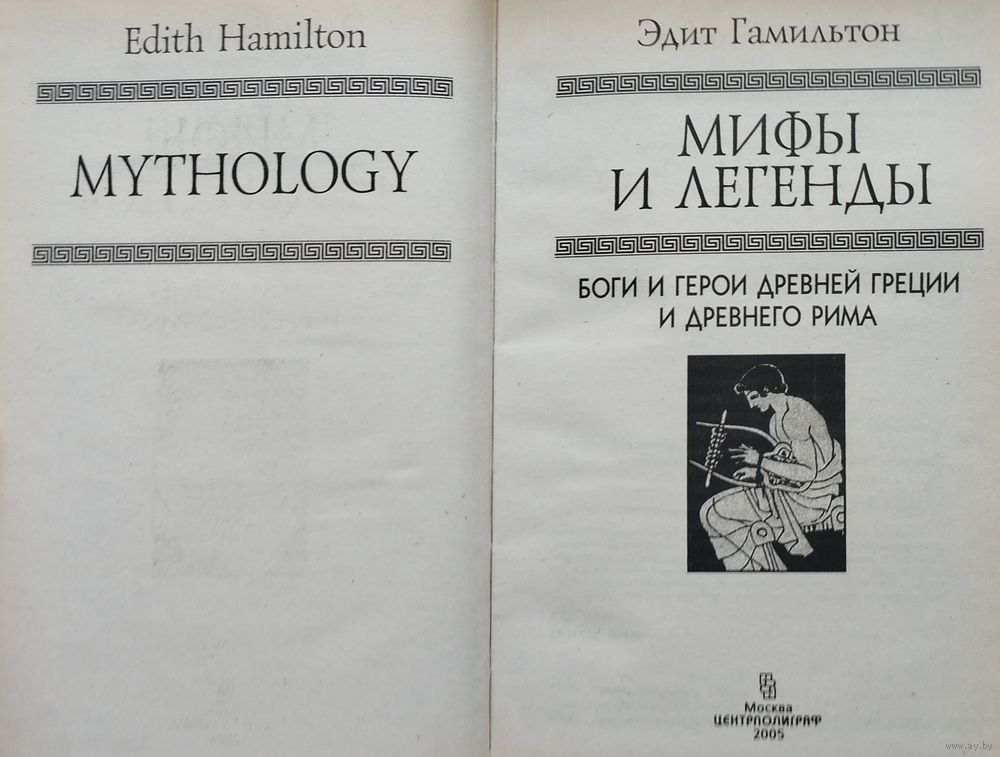 Edith Hamilton
MYTHOLOGY
Эдит Гамильтон
МИФЫ
И ЛЕГЕНДЫ
БОГИ И ГЕРОИ ДРЕВНЕЙ ГРЕЦИИ
И ДРЕВНЕГО РИМА
Москва
ЦЕНТРПОЛИГРАФ
2005
www.ay.by